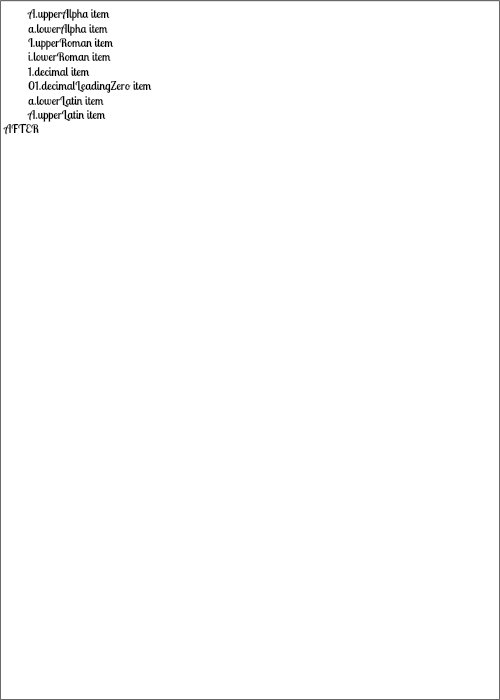 A.upperAlpha item
a.lowerAlpha item
I.upperRoman item
i.lowerRoman item
1.decimal item
01.decimalLeadingZero item
a.lowerLatin item
A.upperLatin item
AFTER